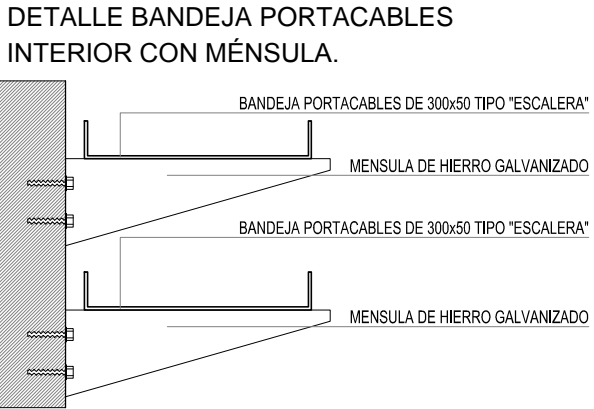 DETALLE BANDEJA PORTACABLES
INTERIOR CON MÉNSULA.
BANDEJA PORTACABLES DE 300x50 TIPO "ESCALERA"
MENSULA DE HIERRO GALVANIZADO
BANDEJA PORTACABLES DE 300x50 TIPO "ESCALERA"
MENSULA DE HIERRO GALVANIZADO